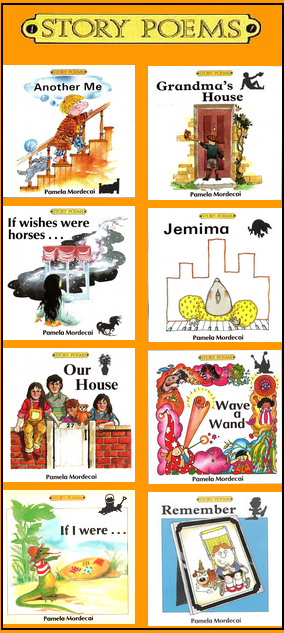 STORY POEMS
STORY POEMS
Another Me
Pamela Mordecai
STORY POEMS
Grandma's
House
Pamela Mordecai
STORY POEMS
If wishes were
horses ...
Pamela Mordecai
STORY POEMS
Jemima
Pamela Mordecai
STORY POEMS
Our
House
27
Pamela Mordecai
STORY POEMS
Wave
a
Wand
Pamela Mordecai
STORY POEMS
If I were ...
Pamela Mordecai
STORY POEMS
Remember
Pamela Mordecai